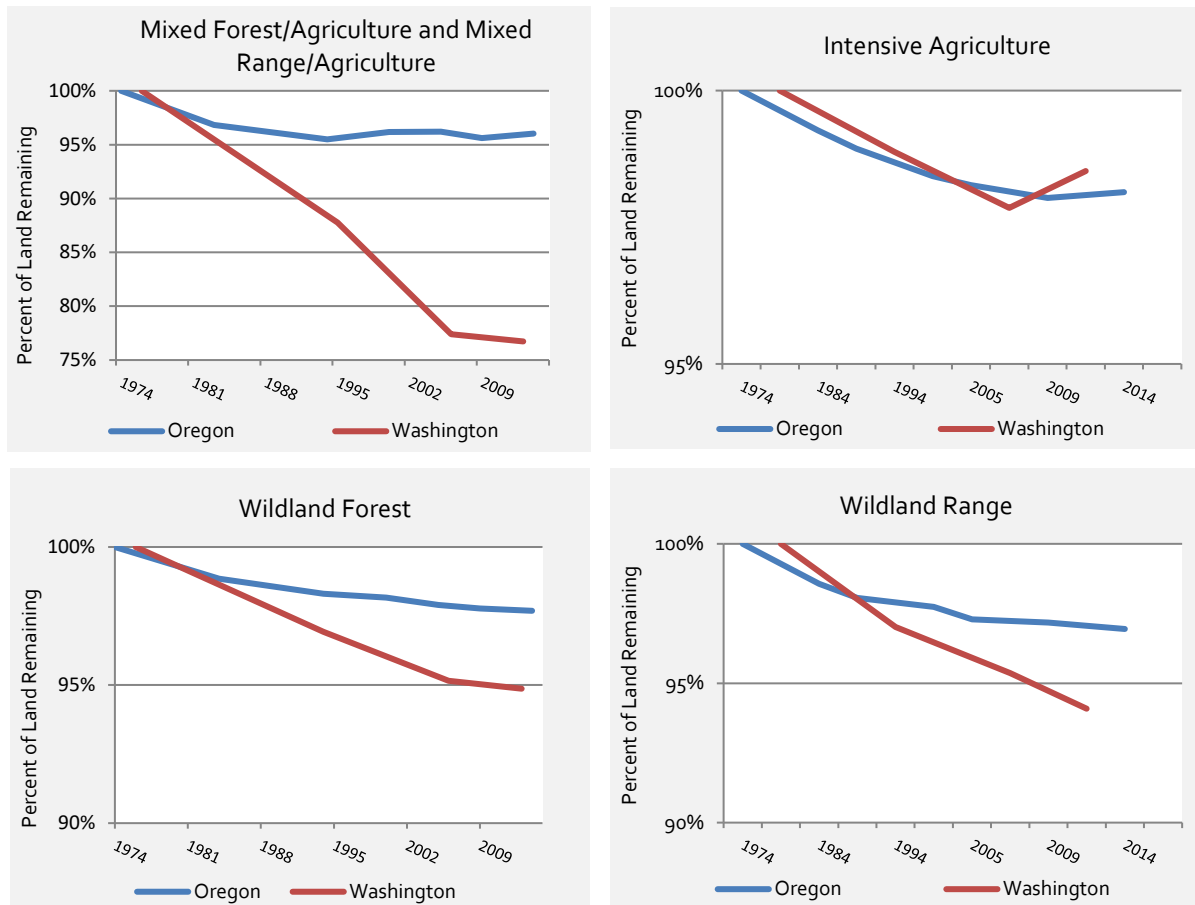 Mixed Forest/Agriculture and Mixed
Range/Agriculture
Percent of Land Remaining
100%
95%
90%
85%
80%
75%
1974
1981
1988
1995
2002
2009
Oregon
Washington
Intensive Agriculture
Percent of Land Remaining
100%
95%
1974
1984
1994
2005
2009
2014
Oregon
Washington
Wildland Forest
Percent of Land Remaining
100%
95%
90%
1974
1981
1988
1995
2002
2009
Oregon
Washington
Wildland Range
Percent of Land Remaining
100%
95%
90%
1974
1984
1994
2005
2009
2014
Oregon
Washington